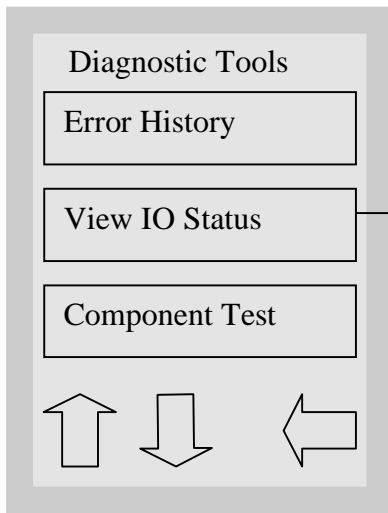 Diagnostic Tools
Error History
View IO Status
Component Test